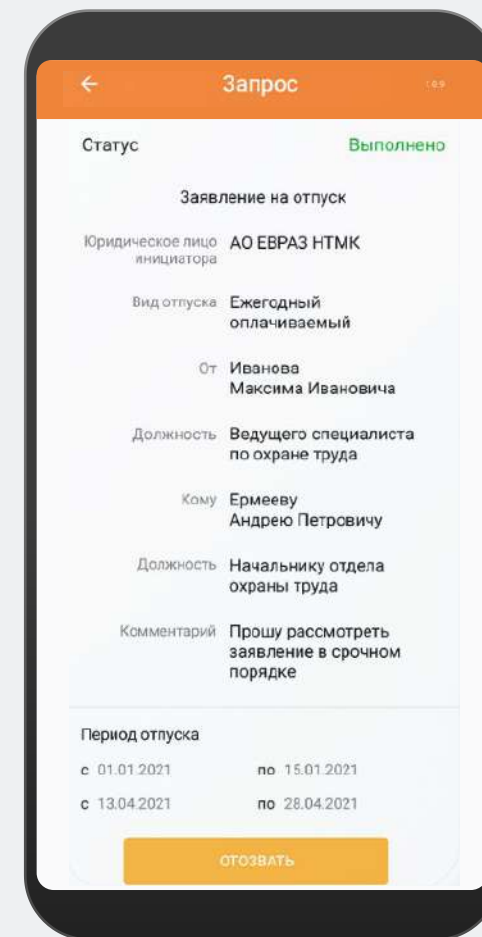 Запрос
Статус Выполнено
Заявление на отпуск
Юридическое лицо АО ЕВРАЗ НТМК
инициатора
Вид отпуска Ежегодный
оплачиваемый
От Иванова
Максима Ивановича
Должность Ведущего специалиста
по охране труда
Кому Ермееву
Андрею Петровичу
Должность Начальнику отдела
охраны труда
Комментарий Прошу рассмотреть
заявление в срочном
порядке
Период отпуска
с 01.01.2021 по 15.01.2021
с 13.04.2021 по 28.04.2021
ОТОЗВАТЬ